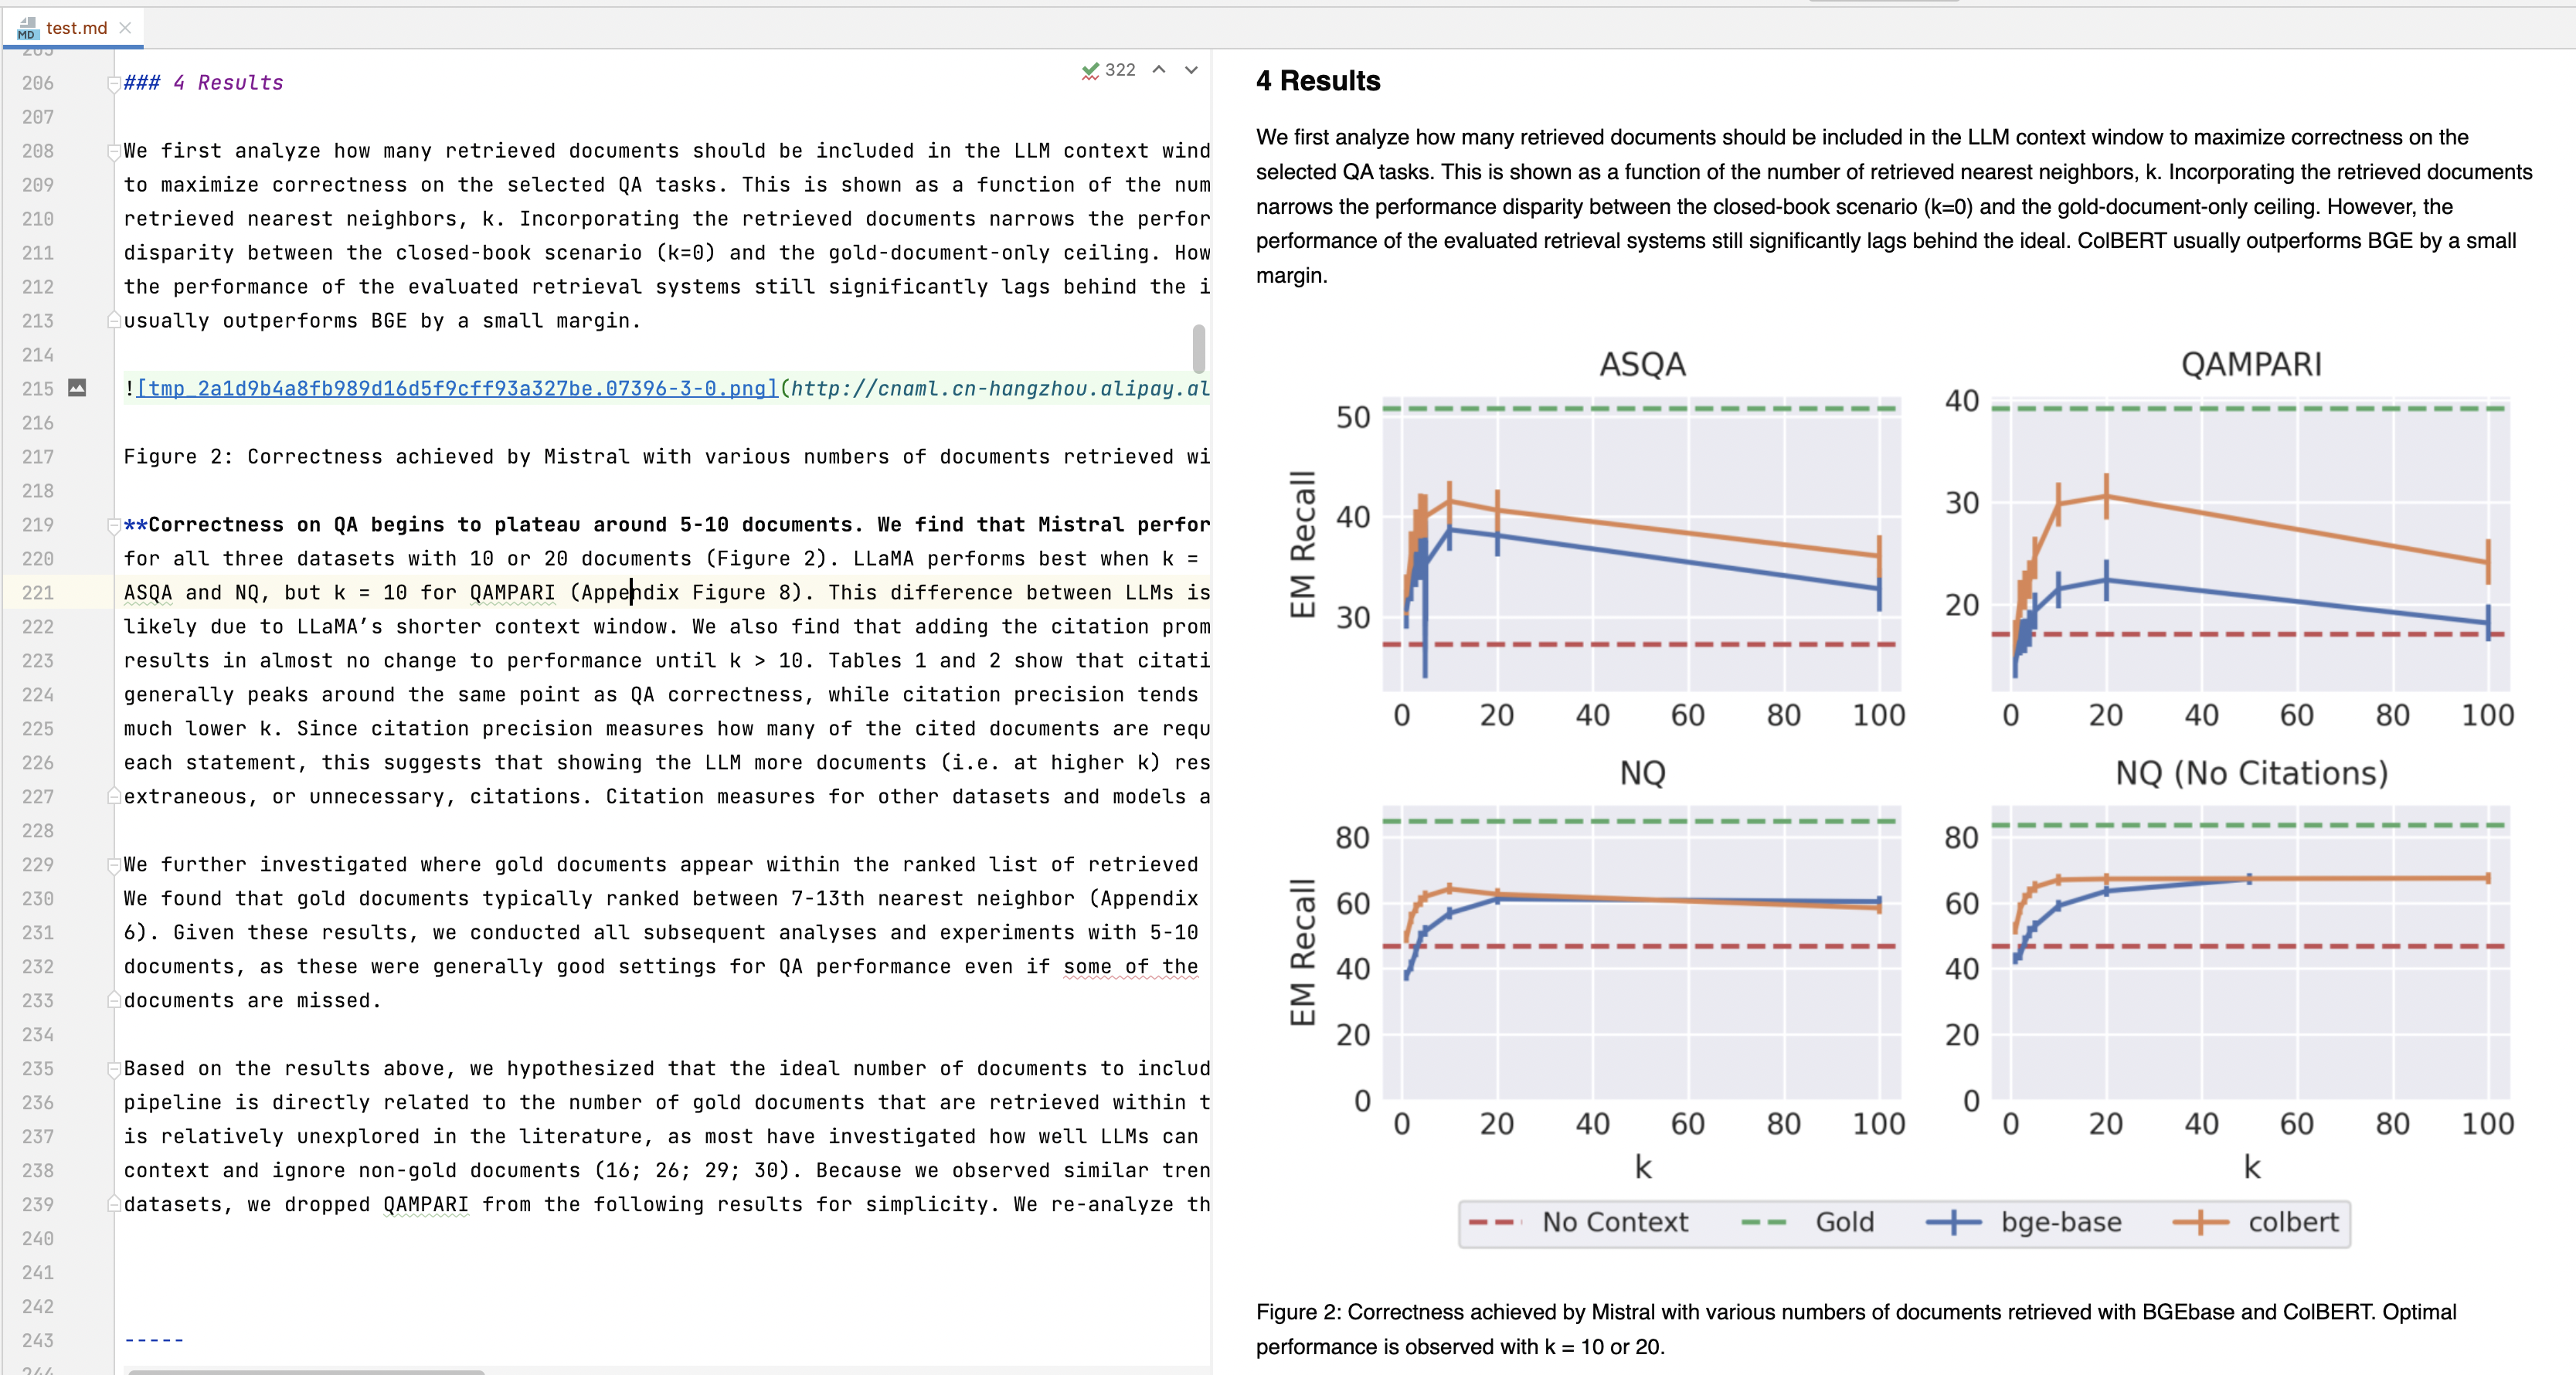 MD test.md
206 ### 4 Results
322
207
208 We first analyze how many retrieved documents should be included in the LLM context wind
209 to maximize correctness on the selected QA tasks. This is shown as a function of the num
210 retrieved nearest neighbors, k. Incorporating the retrieved documents narrows the perfor
211 disparity between the closed-book scenario (k=0) and the gold-document-only ceiling. How
212 the performance of the evaluated retrieval systems still significantly lags behind the i
213 usually outperforms BGE by a small margin.
214
215 ![tmp_2a1d9b4a8fb989d16d5f9cff93a327be.07396-3-0.png](http://cnaml.cn-hangzhou.alipay.al
216
217 Figure 2: Correctness achieved by Mistral with various numbers of documents retrieved wi
218
219 **Correctness on QA begins to plateau around 5-10 documents. We find that Mistral perfor
220 for all three datasets with 10 or 20 documents (Figure 2). LLaMA performs best when k =
221 ASQA and NQ, but k = 10 for QAMPARI (Appendix Figure 8). This difference between LLMs is
222 likely due to LLaMA’s shorter context window. We also find that adding the citation prom
223 results in almost no change to performance until k > 10. Tables 1 and 2 show that citati
224 generally peaks around the same point as QA correctness, while citation precision tends
225 much lower k. Since citation precision measures how many of the cited documents are requ
226 each statement, this suggests that showing the LLM more documents (i.e. at higher k) res
227 extraneous, or unnecessary, citations. Citation measures for other datasets and models a
228
229 We further investigated where gold documents appear within the ranked list of retrieved
230 We found that gold documents typically ranked between 7-13th nearest neighbor (Appendix
231 6). Given these results, we conducted all subsequent analyses and experiments with 5-10
232 documents, as these were generally good settings for QA performance even if some of the
233 documents are missed.
234
235 Based on the results above, we hypothesized that the ideal number of documents to includ
236 pipeline is directly related to the number of gold documents that are retrieved within t
237 is relatively unexplored in the literature, as most have investigated how well LLMs can
238 context and ignore non-gold documents (16; 26; 29; 30). Because we observed similar tren
239 datasets, we dropped QAMPARI from the following results for simplicity. We re-analyze th
240
241
242
243 -----
4 Results
We first analyze how many retrieved documents should be included in the LLM context window to maximize correctness on the
selected QA tasks. This is shown as a function of the number of retrieved nearest neighbors, k. Incorporating the retrieved documents
narrows the performance disparity between the closed-book scenario (k=0) and the gold-document-only ceiling. However, the
performance of the evaluated retrieval systems still significantly lags behind the ideal. ColBERT usually outperforms BGE by a small
margin.
ASQA
EM Recall
50
40
30
0 20 40 60 80 100
QAMPARI
40
30
20
0 20 40 60 80 100
NQ
EM Recall
80
60
40
20
0
0 20 40 60 80 100
k
NQ (No Citations)
80
60
40
20
0
0 20 40 60 80 100
k
No Context Gold bge-base colbert
Figure 2: Correctness achieved by Mistral with various numbers of documents retrieved with BGEbase and ColBERT. Optimal
performance is observed with k = 10 or 20.